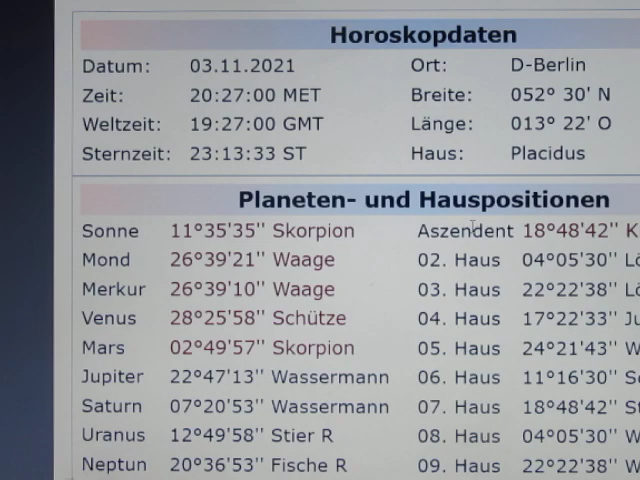 Horoskopdaten
Datum: 03.11.2021 Ort: D-Berlin
Zeit: 20:27:00 MET Breite: 052° 30' N
Weltzeit: 19:27:00 GMT Länge: 013° 22' O
Sternzeit: 23:13:33 ST Haus: Placidus
Planeten- und Hauspositionen
Sonne 11°35'35'' Skorpion Aszendent 18°48'42''
Mond 26°39'21'' Waage 02. Haus 04°05'30''
Merkur 26°39'10'' Waage 03. Haus 22°22'38''
Venus 28°25'58'' Schütze 04. Haus 17°22'33''
Mars 02°49'57'' Skorpion 05. Haus 24°21'43''
Jupiter 22°47'13'' Wassermann 06. Haus 11°16'30''
Saturn 07°20'53'' Wassermann 07. Haus 18°48'42''
Uranus 12°49'58'' Stier R 08. Haus 04°05'30''
Neptun 20°36'53'' Fische R 09. Haus 22°22'38''